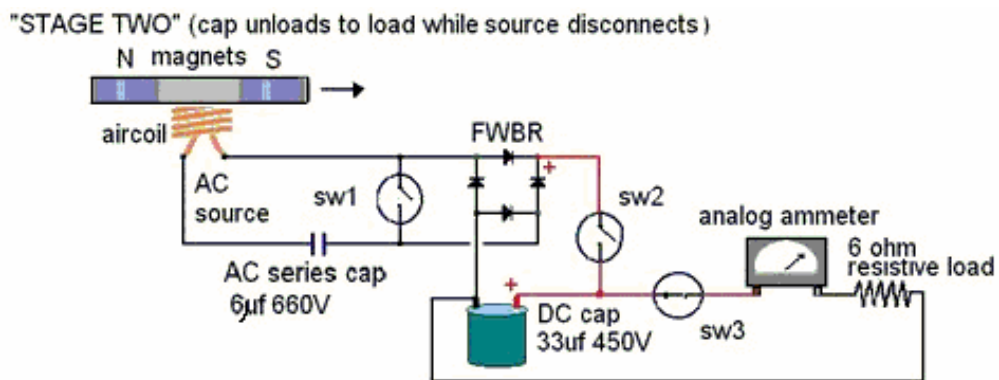 "STAGE TWO" (cap unloads to load while source disconnects)
N magnets S
aircoil
FWBR
AC
source
sw1
+
sw2
analog ammeter
6 ohm
resistive load
AC series cap
6µf 660V
+
DC cap
33uf 450V
sw3